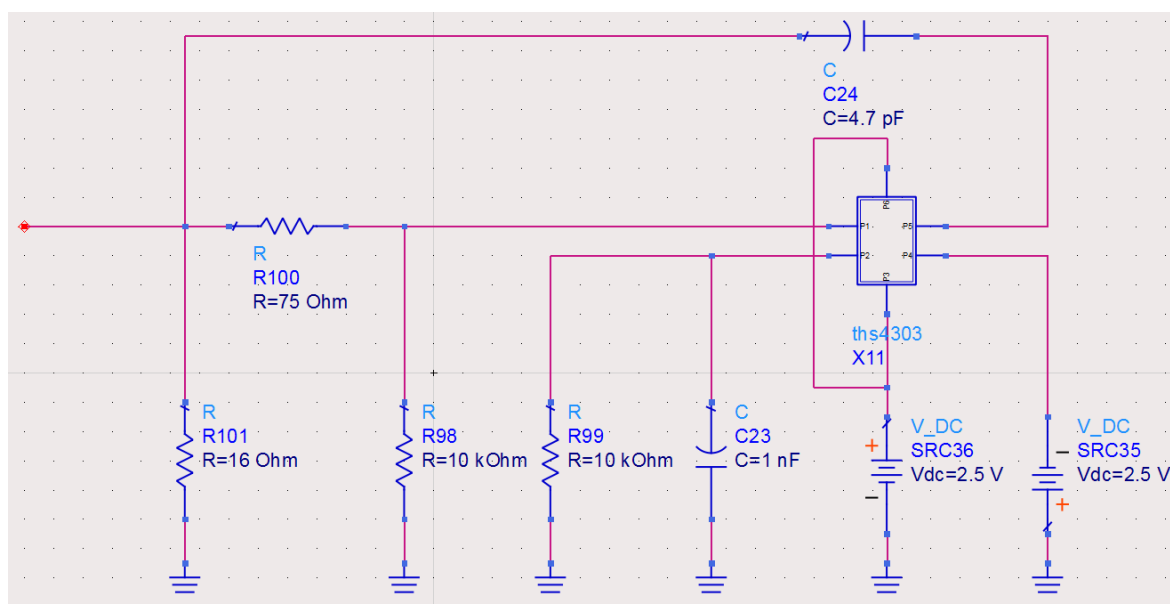 C
C24
C=4.7 pF
P6
P1
P5
P2
P4
P3
R
R100
R=75 Ohm
ths4303
X11
R
R101
R=16 Ohm
R
R98
R=10 kOhm
R
R99
R=10 kOhm
C
C23
C=1 nF
V_DC
SRC36
Vdc=2.5 V
V_DC
SRC35
Vdc=2.5 V
+
−
−
+